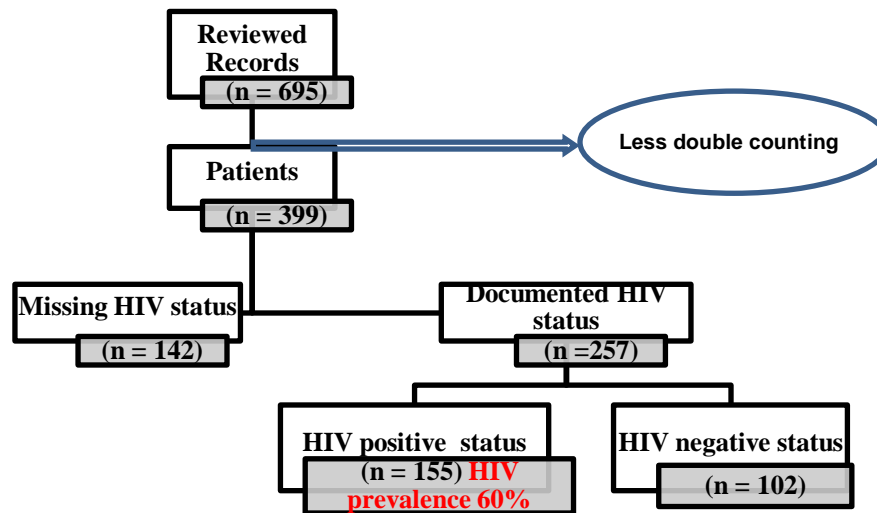 Reviewed
Records
(n = 695)
Less double counting
Patients
(n = 399)
Missing HIV status
(n = 142)
Documented HIV
status
(n =257)
HIV positive status
(n = 155) HIV
prevalence 60%
HIV negative status
(n = 102)